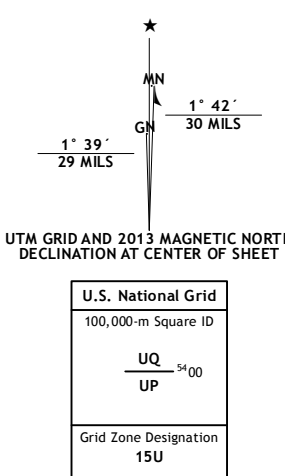 ★
MN
1° 42´
30 MILS
GN
1° 39´
29 MILS
UTM GRID AND 2013 MAGNETIC NORTH
DECLINATION AT CENTER OF SHEET
U.S. National Grid
100,000-m Square ID
UQ
5400
UP
Grid Zone Designation
15U